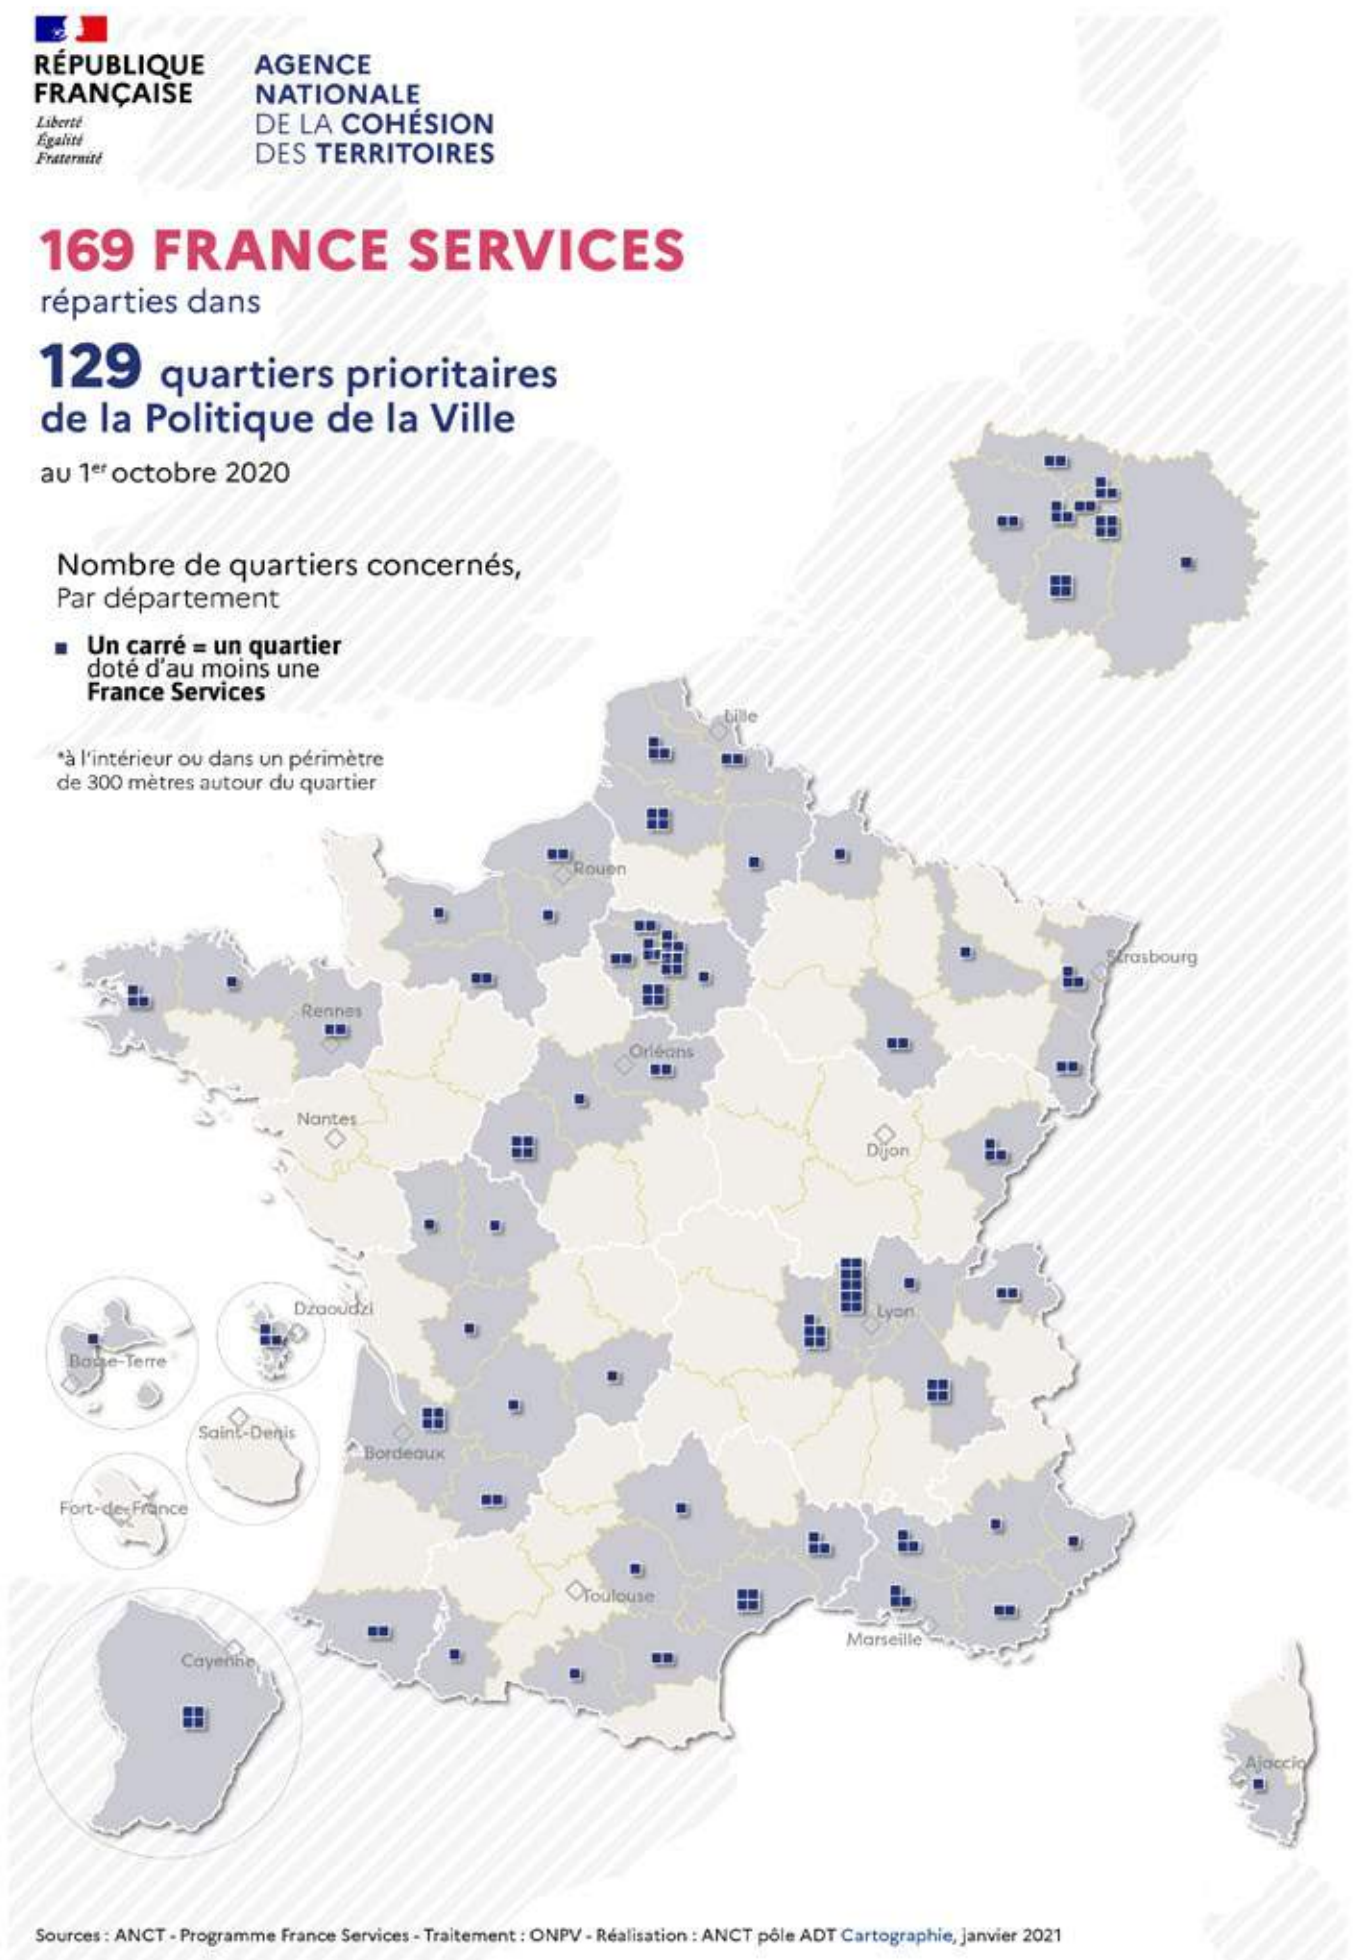 RÉPUBLIQUE
FRANÇAISE
Liberté
Égalité
Fraternité
AGENCE
NATIONALE
DE LA COHÉSION
DES TERRITOIRES
169 FRANCE SERVICES
réparties dans
129 quartiers prioritaires
de la Politique de la Ville
au 1er octobre 2020
Nombre de quartiers concernés,
Par département
Un carré = un quartier
doté d'au moins une
France Services
*à l'intérieur ou dans un périmètre
de 300 mètres autour du quartier
Lille
Rouen
Strasbourg
Rennes
Orléans
Nantes
Dijon
Dzaoudzi
Lyon
Basse-Terre
Saint-Denis
Bordeaux
Fort-de-France
Toulouse
Marseille
Cayenne
Ajaccio
Sources : ANCT - Programme France Services - Traitement : ONPV - Réalisation : ANCT pôle ADT Cartographie, janvier 2021